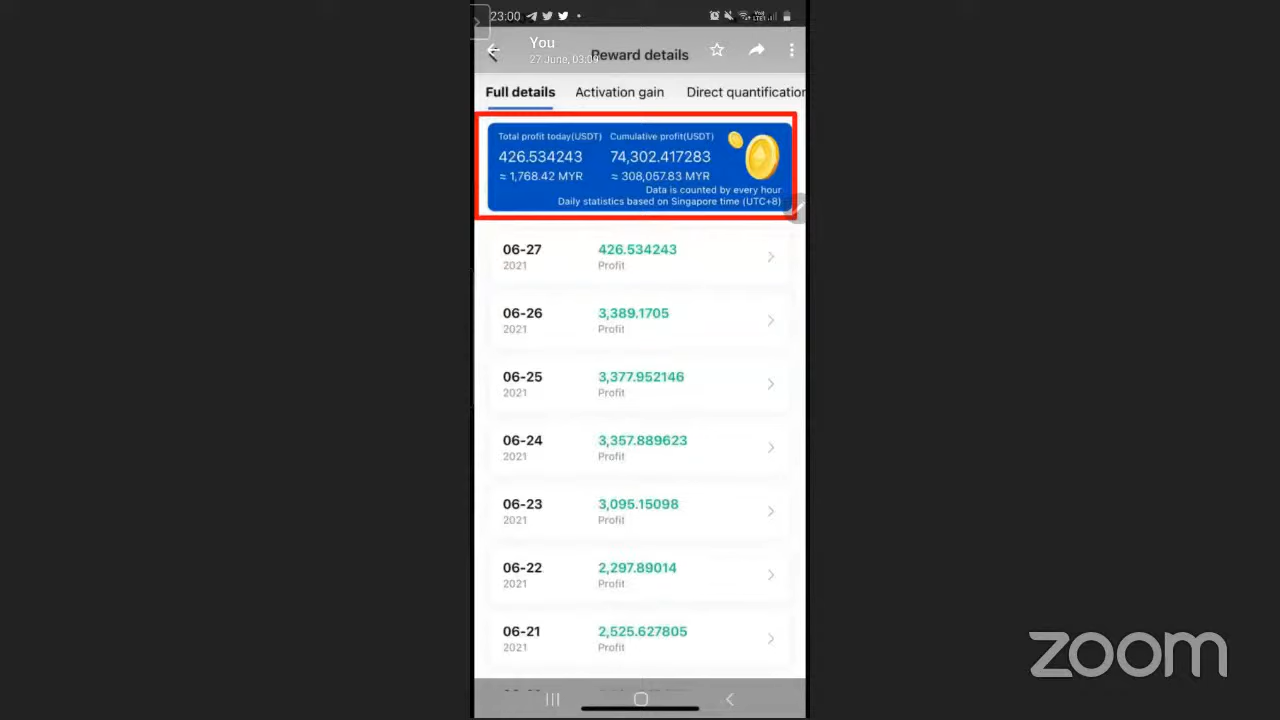 23:00
You
27 June, 03:09
Reward details
Full details Activation gain Direct quantification
Total profit today(USDT) Cumulative profit(USDT)
426.534243 74,302.417283
≈ 1,768.42 MYR ≈ 308,057.83 MYR
Data is counted by every hour
Daily statistics based on Singapore time (UTC+8)
06-27 426.534243
2021 Profit
06-26 3,389.1705
2021 Profit
06-25 3,377.952146
2021 Profit
06-24 3,357.889623
2021 Profit
06-23 3,095.15098
2021 Profit
06-22 2,297.89014
2021 Profit
06-21 2,525.627805
2021 Profit
zoom